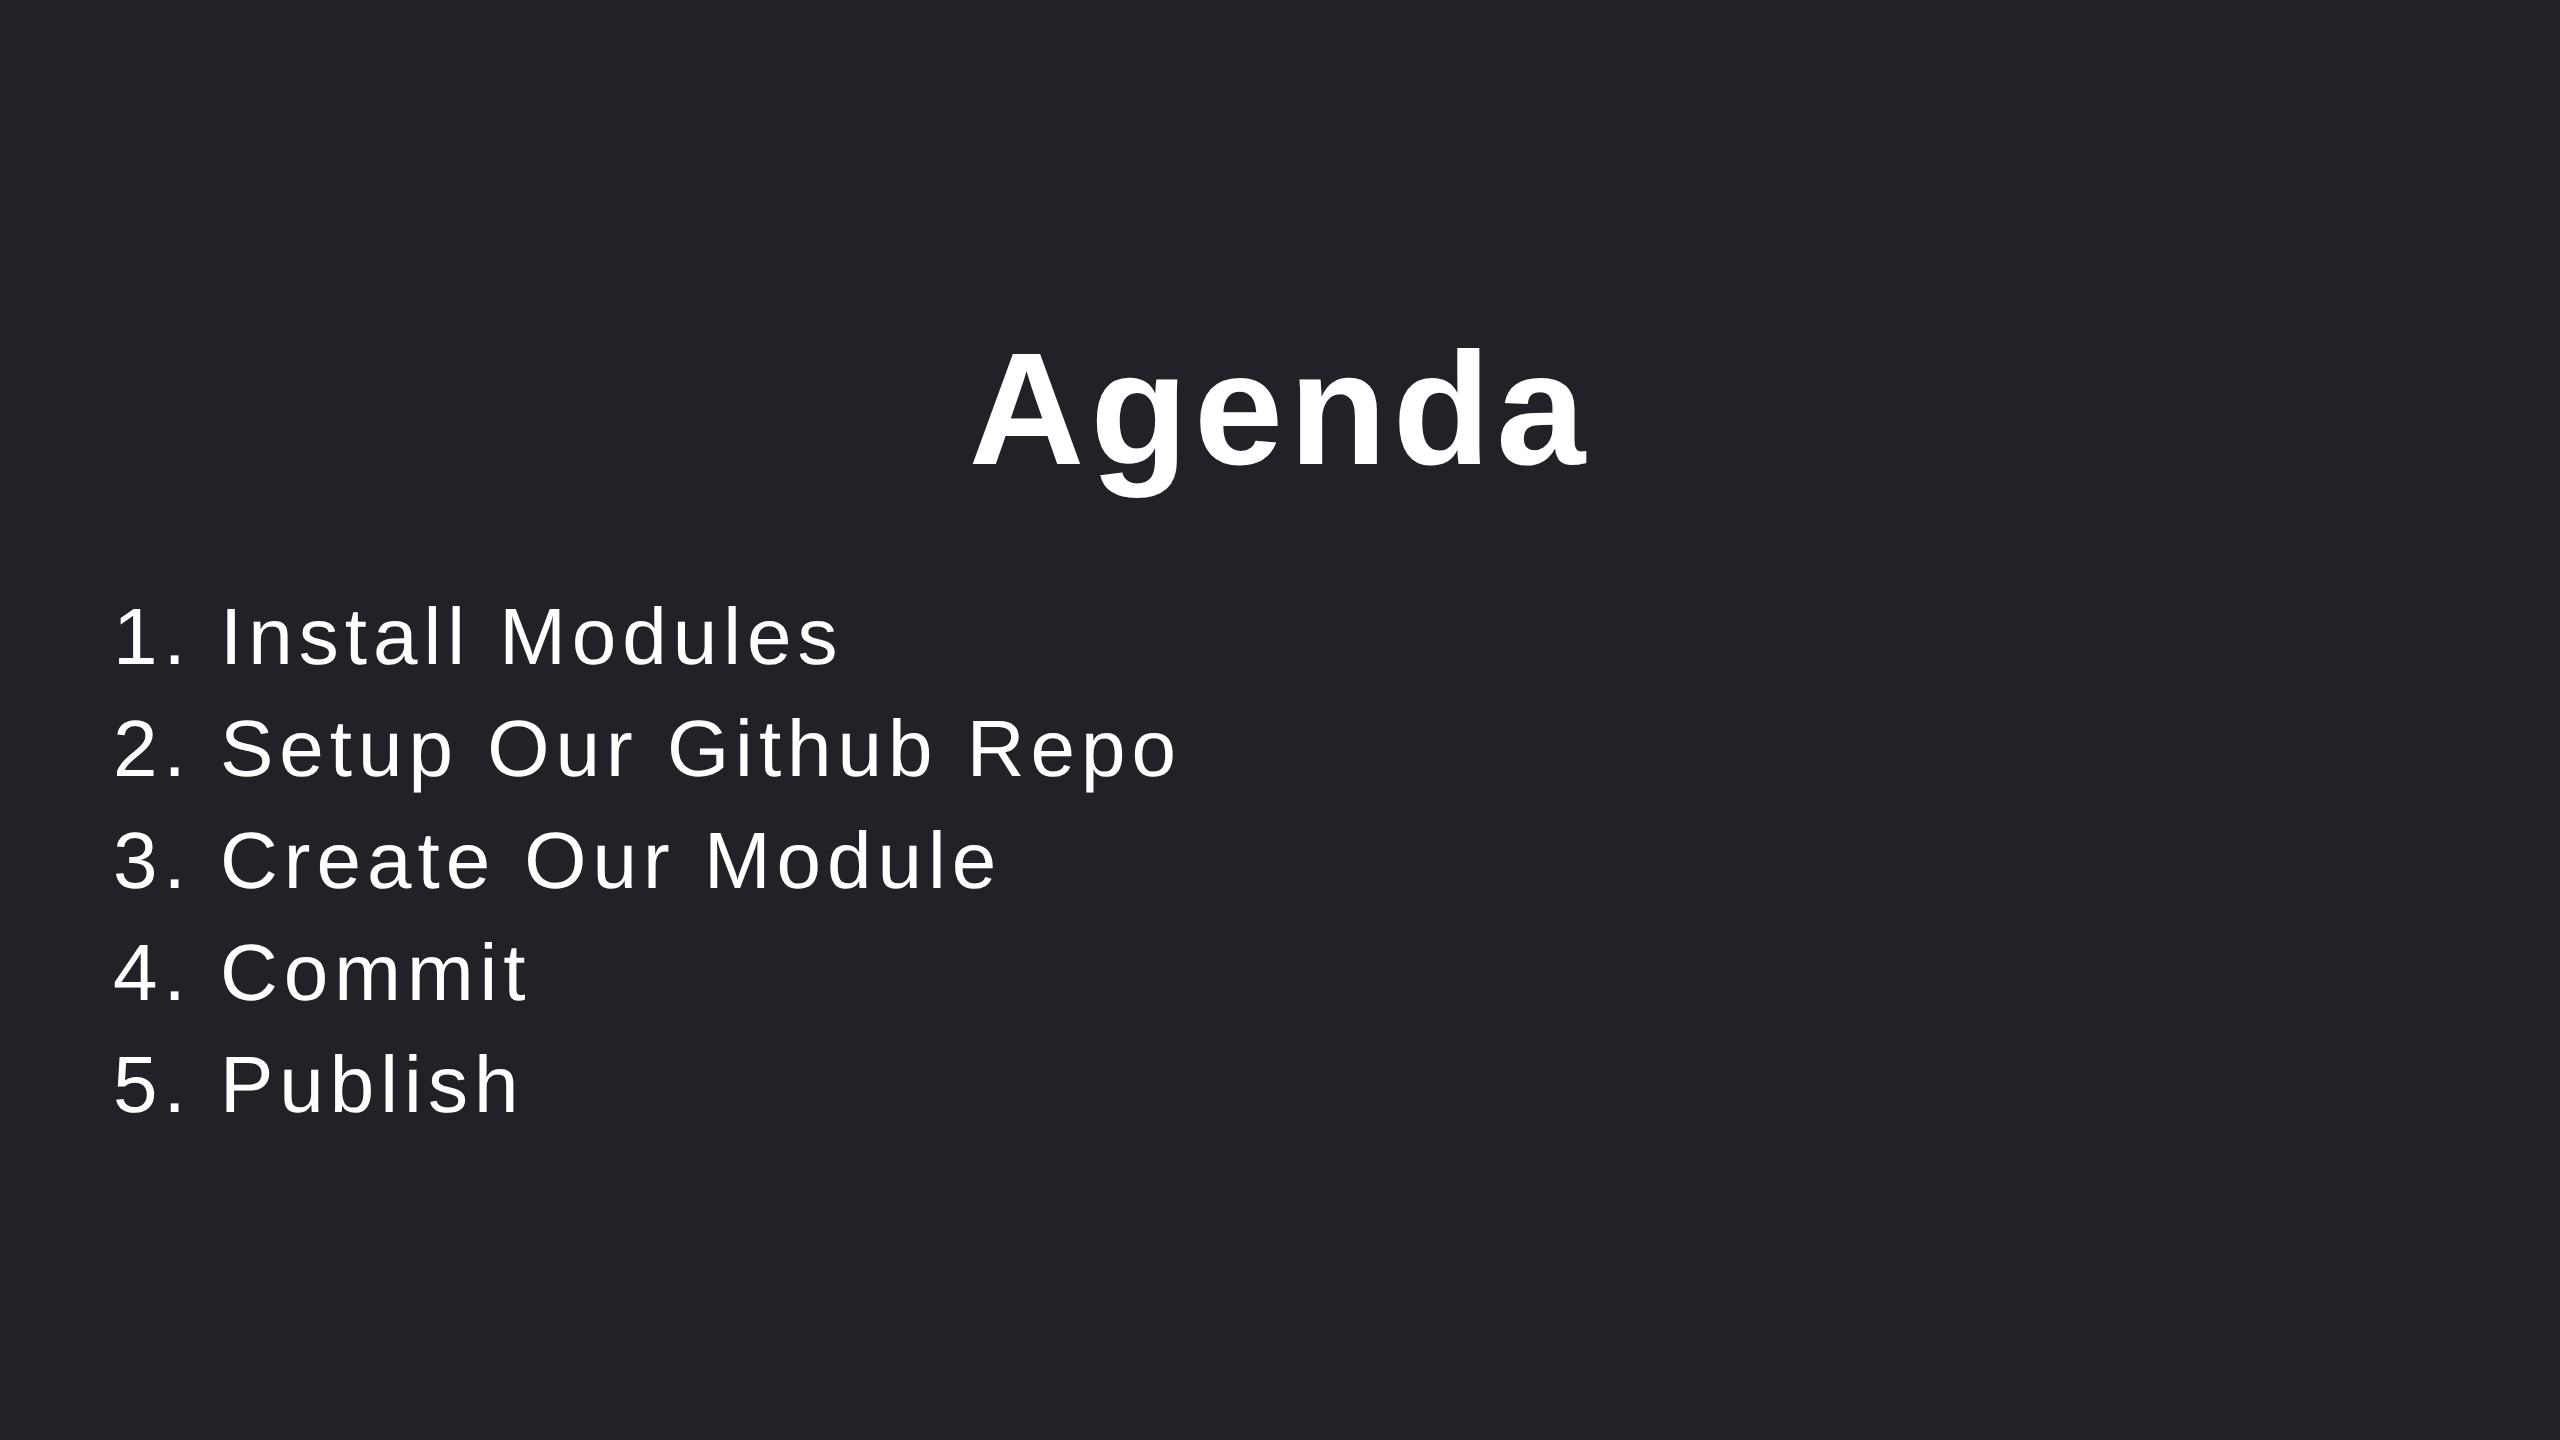 Agenda
1. Install Modules
2. Setup Our Github Repo
3. Create Our Module
4. Commit
5. Publish